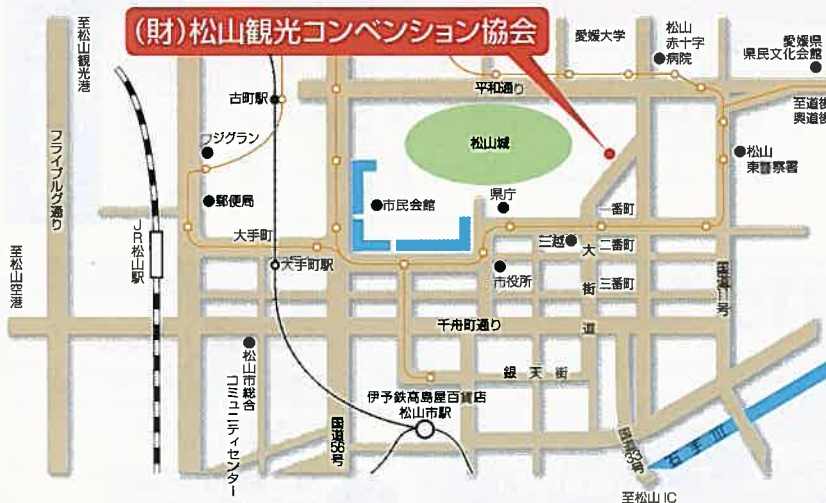 至松山観光港
(財)松山観光コンベンション協会
愛媛大学
松山
赤十字
病院
愛媛県
県民文化会館
平和通り
古町駅
至道後
奥道後
フジグラン
松山城
松山
東警察署
フライブルグ通り
郵便局
市民会館
県庁
一番町
JR松山駅
大手町
三越
大街道
二番町
至松山空港
大手町駅
市役所
三番町
国道11号
千舟町通り
松山市総合
コミュニティセンター
銀天街
伊予鉄髙島屋百貨店
松山市駅
国道56号
国道33号
石手川
至松山IC